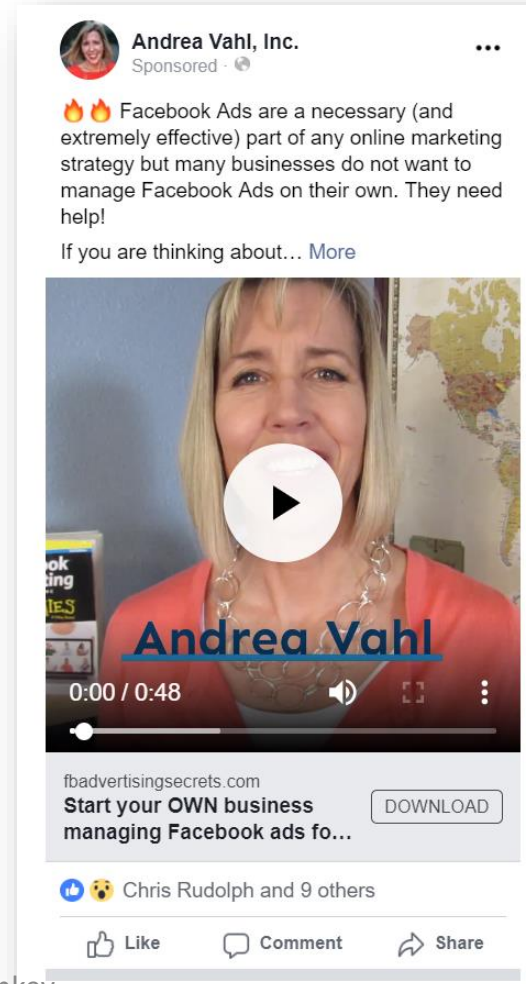 Andrea Vahl, Inc.
Sponsored ·
🔥🔥 Facebook Ads are a necessary (and
extremely effective) part of any online marketing
strategy but many businesses do not want to
manage Facebook Ads on their own. They need
help!
If you are thinking about… More
ok
ting
IES
Andrea Vahl
0:00 / 0:48
fbadvertisingsecrets.com
Start your OWN business
managing Facebook ads fo…
DOWNLOAD
Chris Rudolph and 9 others
Like Comment Share